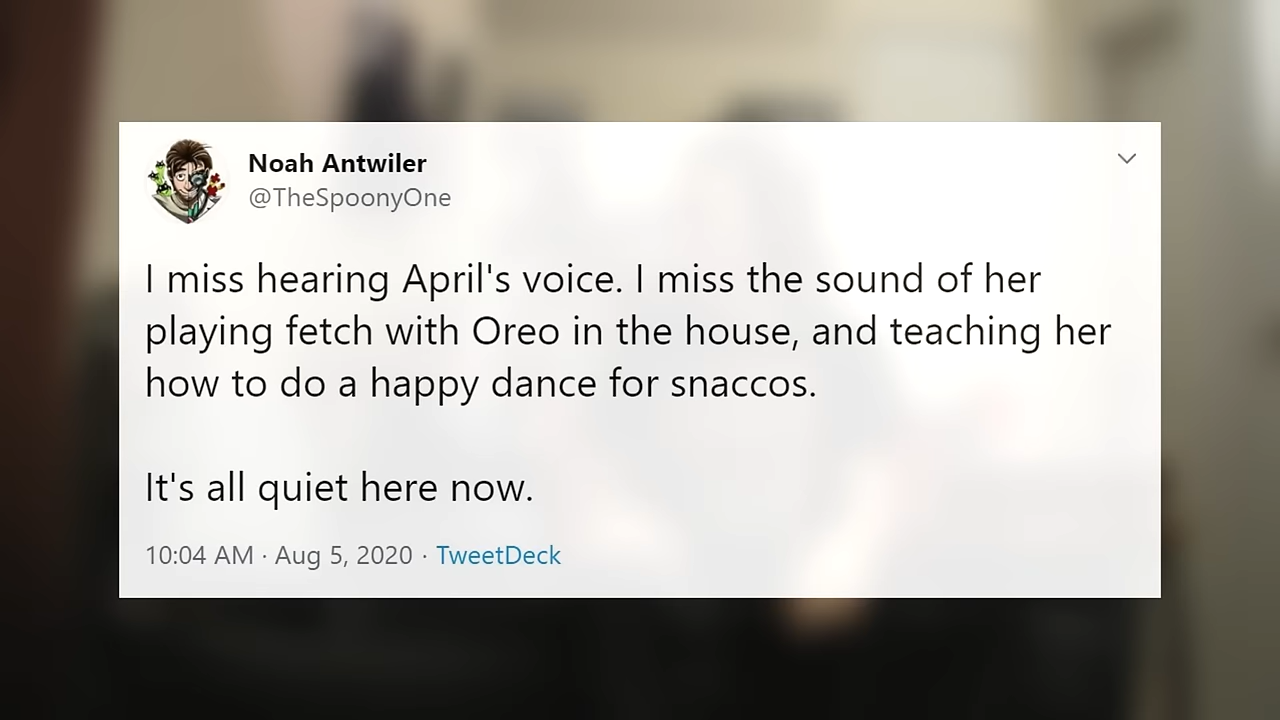 Noah Antwiler
@TheSpoonyOne
I miss hearing April's voice. I miss the sound of her
playing fetch with Oreo in the house, and teaching her
how to do a happy dance for snaccos.
It's all quiet here now.
10:04 AM · Aug 5, 2020 · TweetDeck